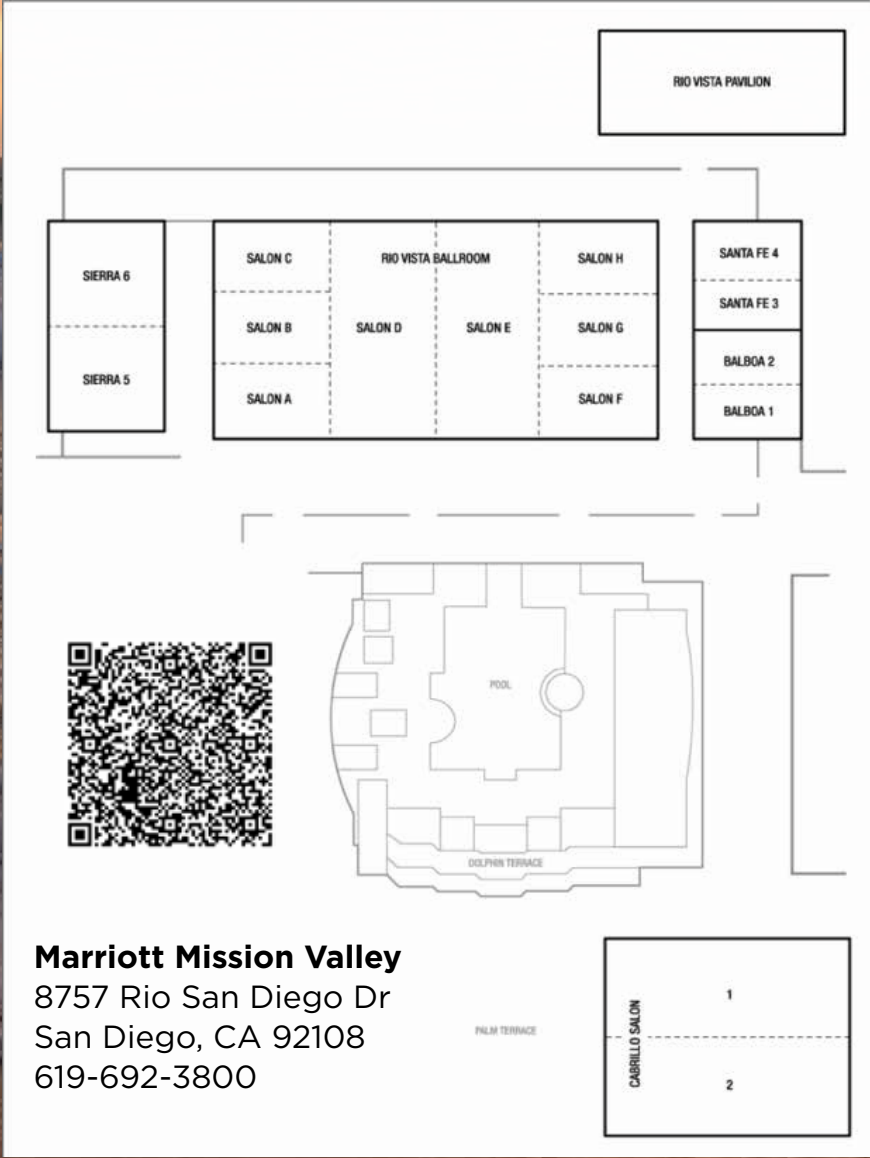 RIO VISTA PAVILION
SIERRA 6
SIERRA 5
SALON C
SALON B
SALON A
RIO VISTA BALLROOM
SALON D
SALON E
SALON H
SALON G
SALON F
SANTA FE 4
SANTA FE 3
BALBOA 2
BALBOA 1
POOL
DOLPHIN TERRACE
Marriott Mission Valley
8757 Rio San Diego Dr
San Diego, CA 92108
619-692-3800
PALM TERRACE
CABRILLO SALON
1
2